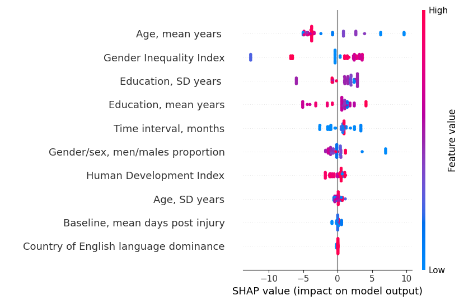 High
Age, mean years
Gender Inequality Index
Education, SD years
Education, mean years
Time interval, months
Gender/sex, men/males proportion
Human Development Index
Age, SD years
Baseline, mean days post injury
Country of English language dominance
Feature value
Low
−10 −5 0 5 10
SHAP value (impact on model output)